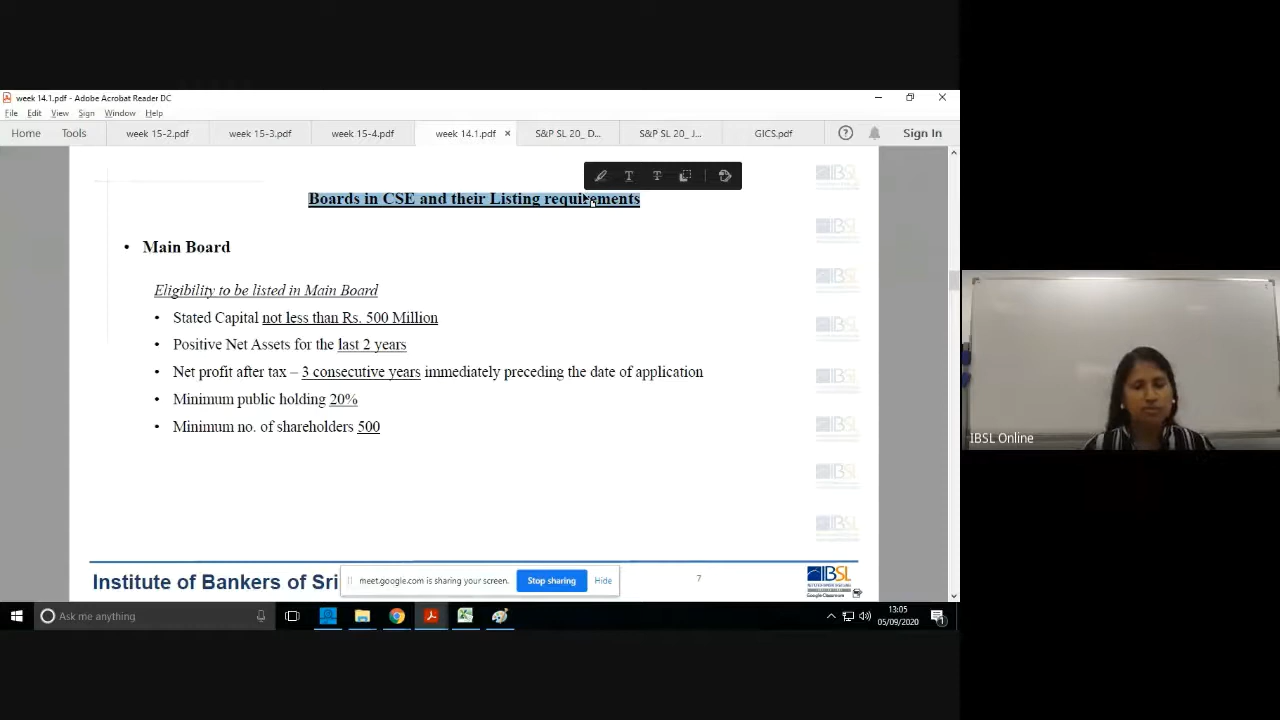 week 14.1.pdf - Adobe Acrobat Reader DC
File Edit View Sign Window Help
Home Tools week 15-2.pdf week 15-3.pdf week 15-4.pdf week 14.1.pdf × S&P SL 20_ D... S&P SL 20_ J... GICS.pdf Sign In
Boards in CSE and their Listing requirements
• Main Board
Eligibility to be listed in Main Board
• Stated Capital not less than Rs. 500 Million
• Positive Net Assets for the last 2 years
• Net profit after tax – 3 consecutive years immediately preceding the date of application
• Minimum public holding 20%
• Minimum no. of shareholders 500
IBSL Online
Institute of Bankers of Sri
meet.google.com is sharing your screen. Stop sharing Hide
7
IBSL
Google Classroom
Ask me anything
13:05
05/09/2020